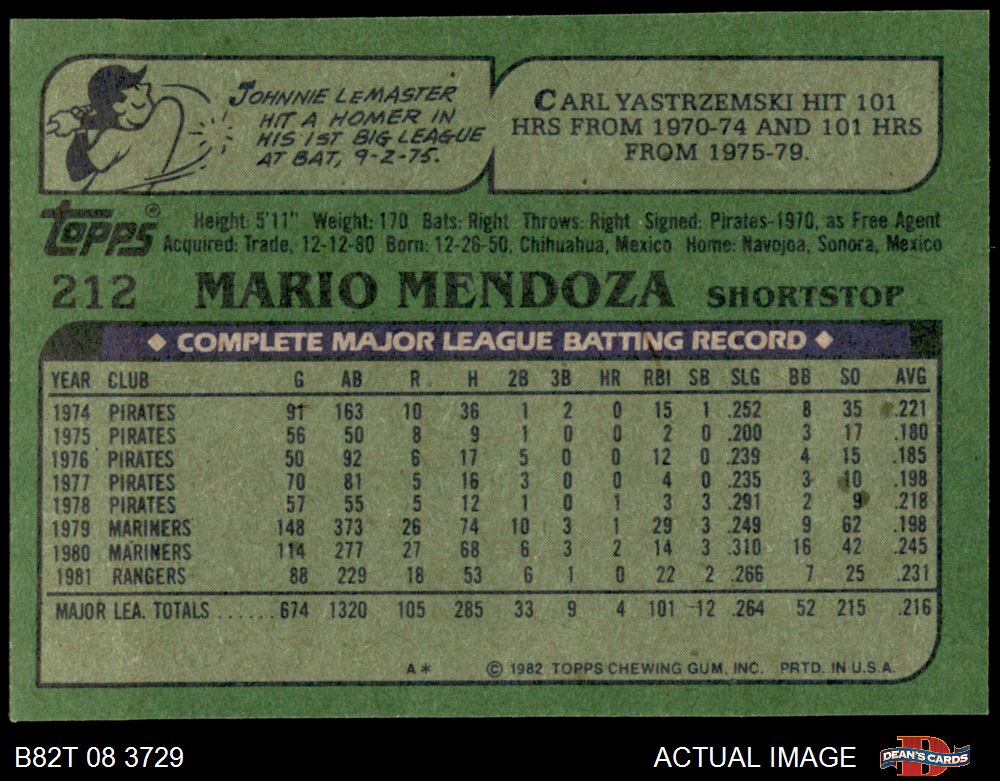 JOHNNIE LEMASTER
HIT A HOMER IN
HIS 1ST BIG LEAGUE
AT BAT, 9-2-75.
CARL YASTRZEMSKI HIT 101
HRS FROM 1970-74 AND 101 HRS
FROM 1975-79.
topps®
Height: 5'11" Weight: 170 Bats: Right Throws: Right Signed: Pirates-1970, as Free Agent
Acquired: Trade, 12-12-80 Born: 12-26-50, Chihuahua, Mexico Home: Navojoa, Sonora, Mexico
212 MARIO MENDOZA SHORTSTOP
◆ COMPLETE MAJOR LEAGUE BATTING RECORD ◆
YEAR CLUB G AB R H 2B 3B HR RBI SB SLG BB SO AVG
1974 PIRATES 91 163 10 36 1 2 0 15 1 .252 8 35 .221
1975 PIRATES 56 50 8 9 1 0 0 2 0 .200 3 17 .180
1976 PIRATES 50 92 6 17 5 0 0 12 0 .239 4 15 .185
1977 PIRATES 70 81 5 16 3 0 0 4 0 .235 3 10 .198
1978 PIRATES 57 55 5 12 1 0 1 3 3 .291 2 9 .218
1979 MARINERS 148 373 26 74 10 3 1 29 3 .249 9 62 .198
1980 MARINERS 114 277 27 68 6 3 2 14 3 .310 16 42 .245
1981 RANGERS 88 229 18 53 6 1 0 22 2 .266 7 25 .231
MAJOR LEA. TOTALS ...... 674 1320 105 285 33 9 4 101 12 .264 52 215 .216
A* © 1982 TOPPS CHEWING GUM, INC. PRTD. IN U.S.A.
B82T 08 3729 ACTUAL IMAGE DEAN'S CARDS